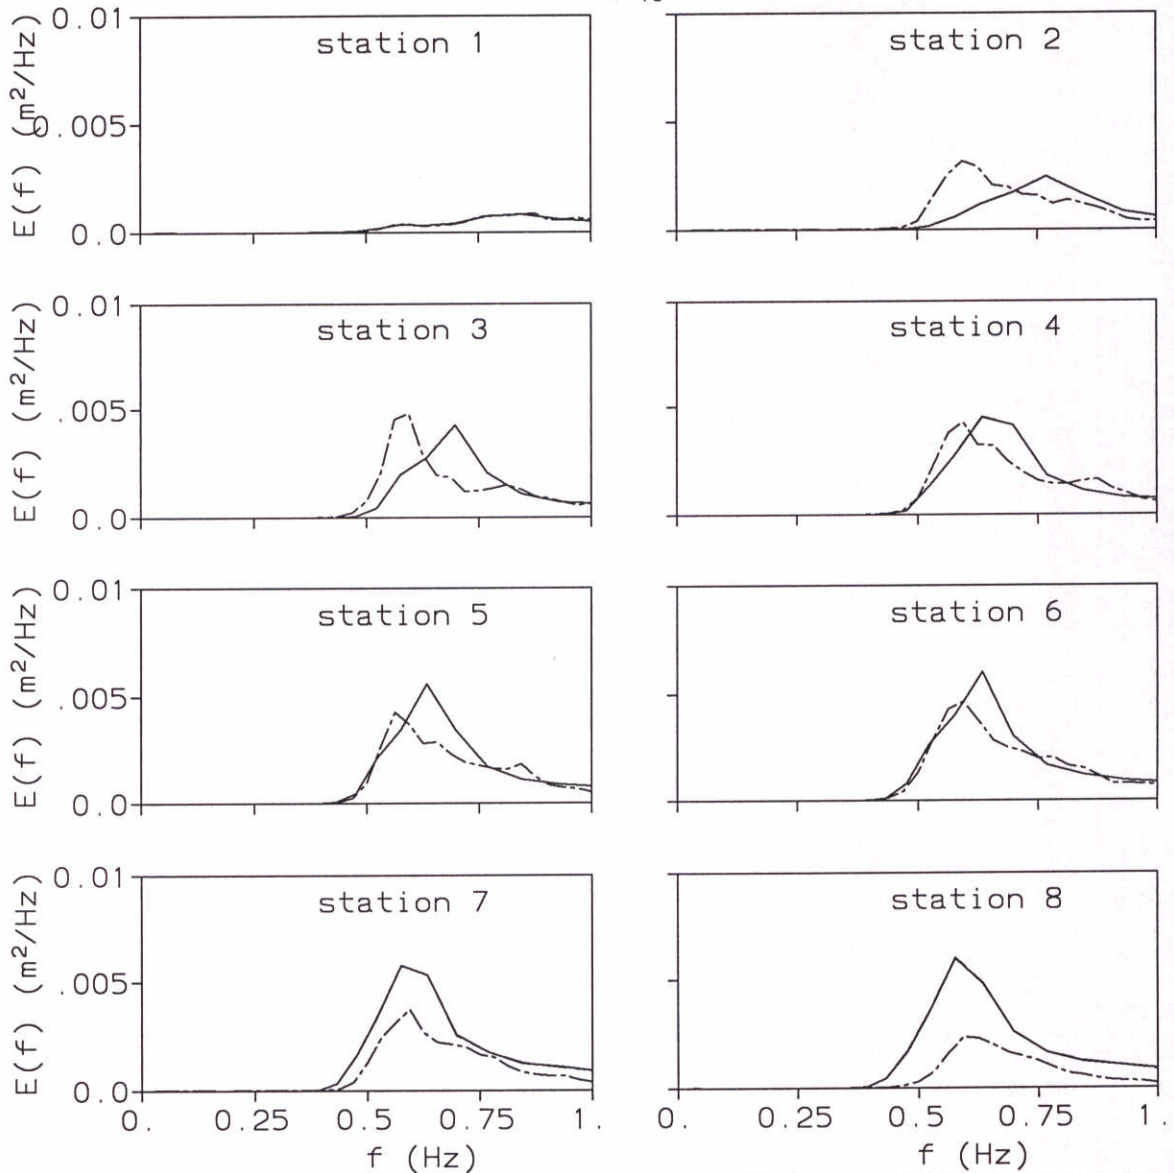 0.01
station 1
station 2
0.005
0.0
E(f) (m²/Hz)
0.01
station 3
station 4
.005
0.0
E(f) (m²/Hz)
0.01
station 5
station 6
.005
0.0
E(f) (m²/Hz)
0.01
station 7
station 8
.005
0.0
E(f) (m²/Hz)
0. 0.25 0.5 0.75 1.
0. 0.25 0.5 0.75 1.
f (Hz)
f (Hz)